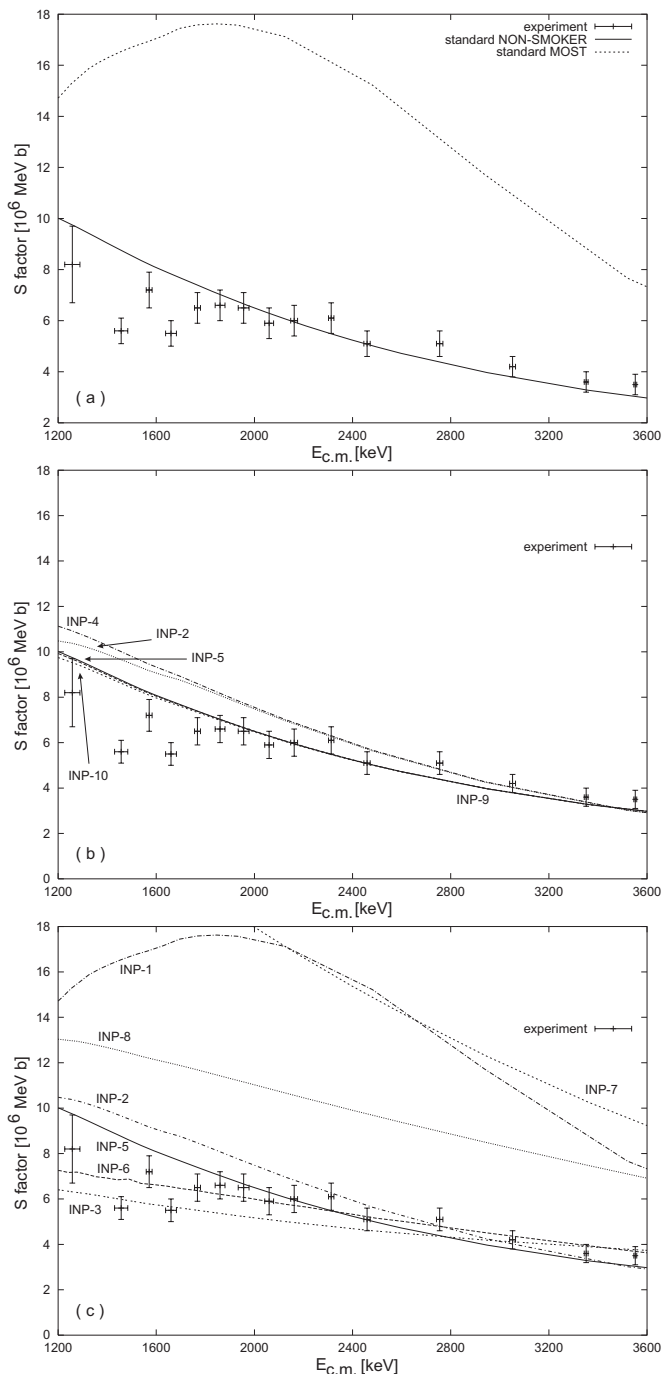 18
16
14
12
10
8
6
4
2
S factor [10^6 MeV b]
experiment
standard NON-SMOKER
standard MOST
( a )
1200 1600 2000 2400 2800 3200 3600
E c.m. [keV]
18
16
14
12
10
8
6
4
2
0
S factor [10^6 MeV b]
experiment
INP-4
INP-2
INP-5
INP-10
INP-9
( b )
1200 1600 2000 2400 2800 3200 3600
E c.m. [keV]
18
16
14
12
10
8
6
4
2
0
S factor [10^6 MeV b]
INP-1
experiment
INP-8
INP-7
INP-2
INP-5
INP-6
INP-3
( c )
1200 1600 2000 2400 2800 3200 3600
E c.m. [keV]